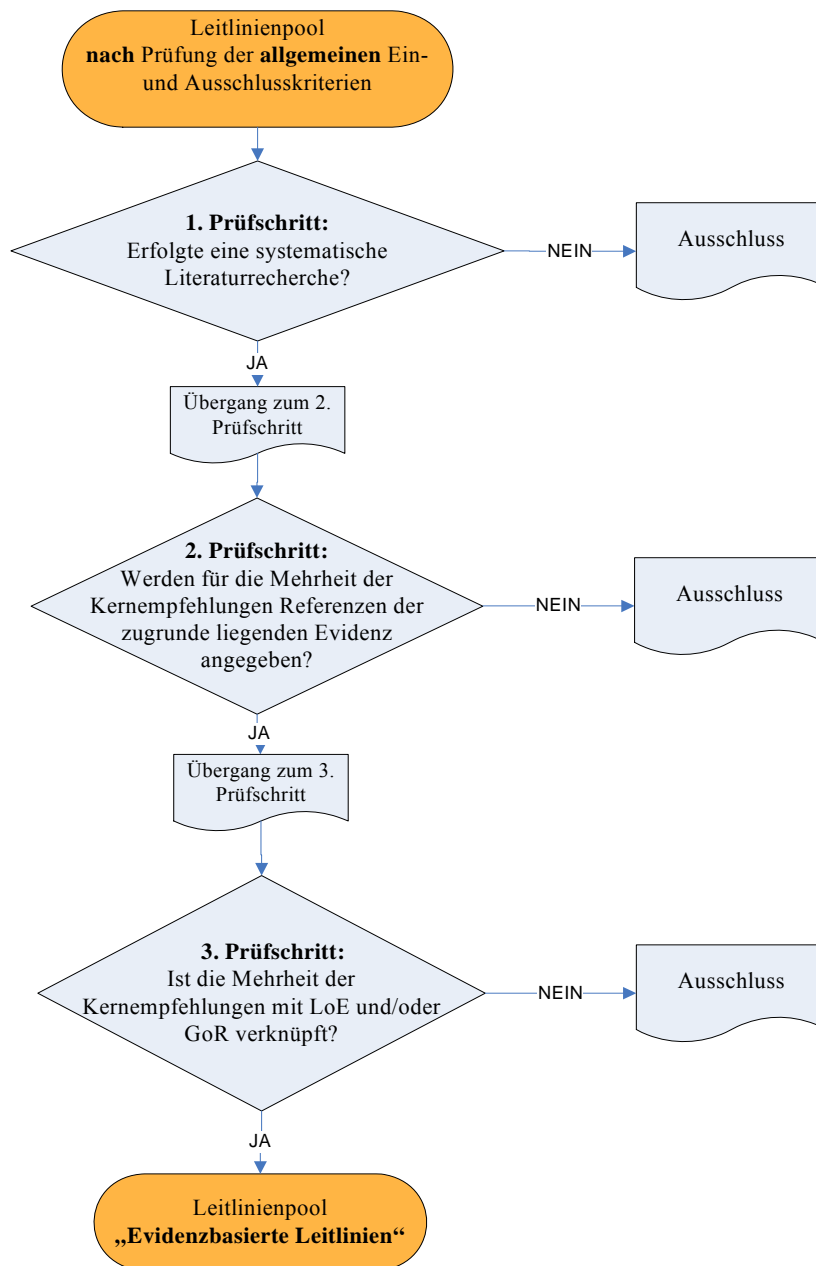 Leitlinienpool
nach Prüfung der allgemeinen Ein-
und Ausschlusskriterien
1. Prüfschritt:
Erfolgte eine systematische
Literaturrecherche?
NEIN
Ausschluss
JA
Übergang zum 2.
Prüfschritt
2. Prüfschritt:
Werden für die Mehrheit der
Kernempfehlungen Referenzen der
zugrunde liegenden Evidenz
angegeben?
NEIN
Ausschluss
JA
Übergang zum 3.
Prüfschritt
3. Prüfschritt:
Ist die Mehrheit der
Kernempfehlungen mit LoE und/oder
GoR verknüpft?
NEIN
Ausschluss
JA
Leitlinienpool
„Evidenzbasierte Leitlinien“